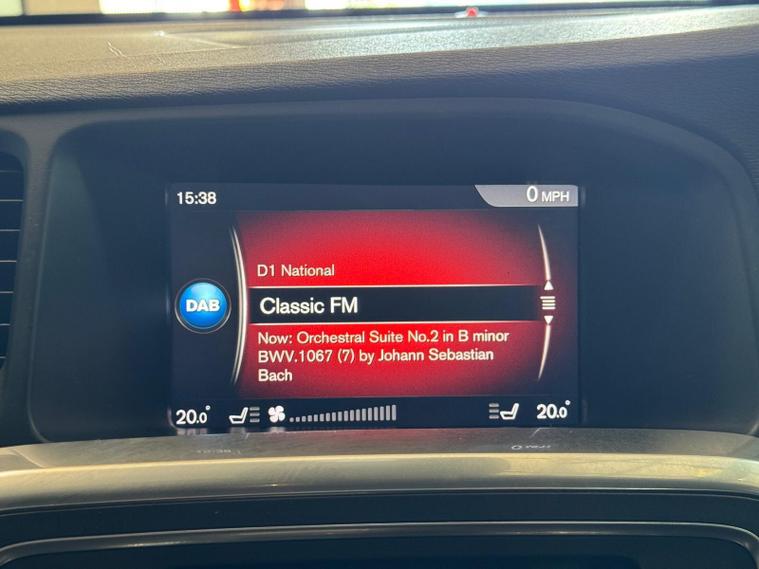 15:38
0 MPH
D1 National
DAB
Classic FM
Now: Orchestral Suite No.2 in B minor
BWV.1067 (7) by Johann Sebastian
Bach
20.0°
20.0°